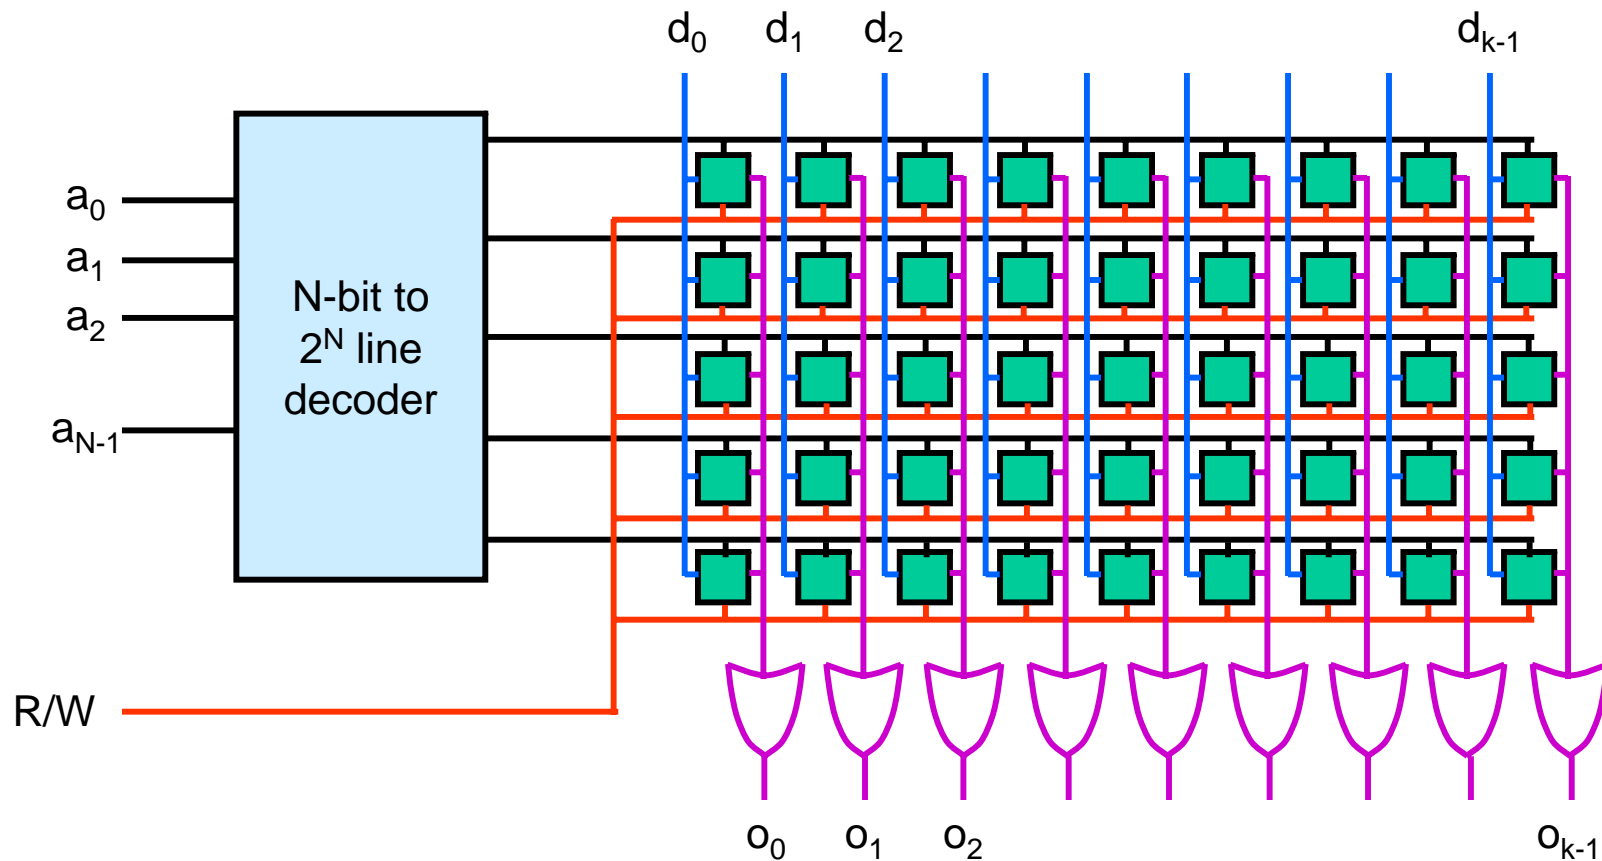 d₀ d₁ d₂ dₖ₋₁
a₀
a₁
a₂
a_N-1
N-bit to
2ᴺ line
decoder
R/W
o₀ o₁ o₂ oₖ₋₁